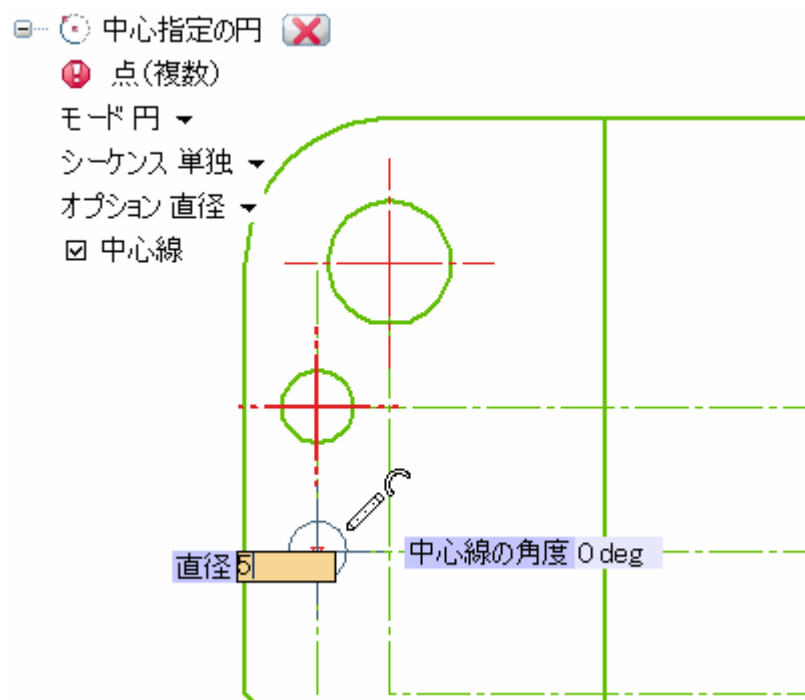 中心指定の円
点(複数)
モード 円
シーケンス 単独
オプション 直径
中心線
直径 5
中心線の角度 0 deg